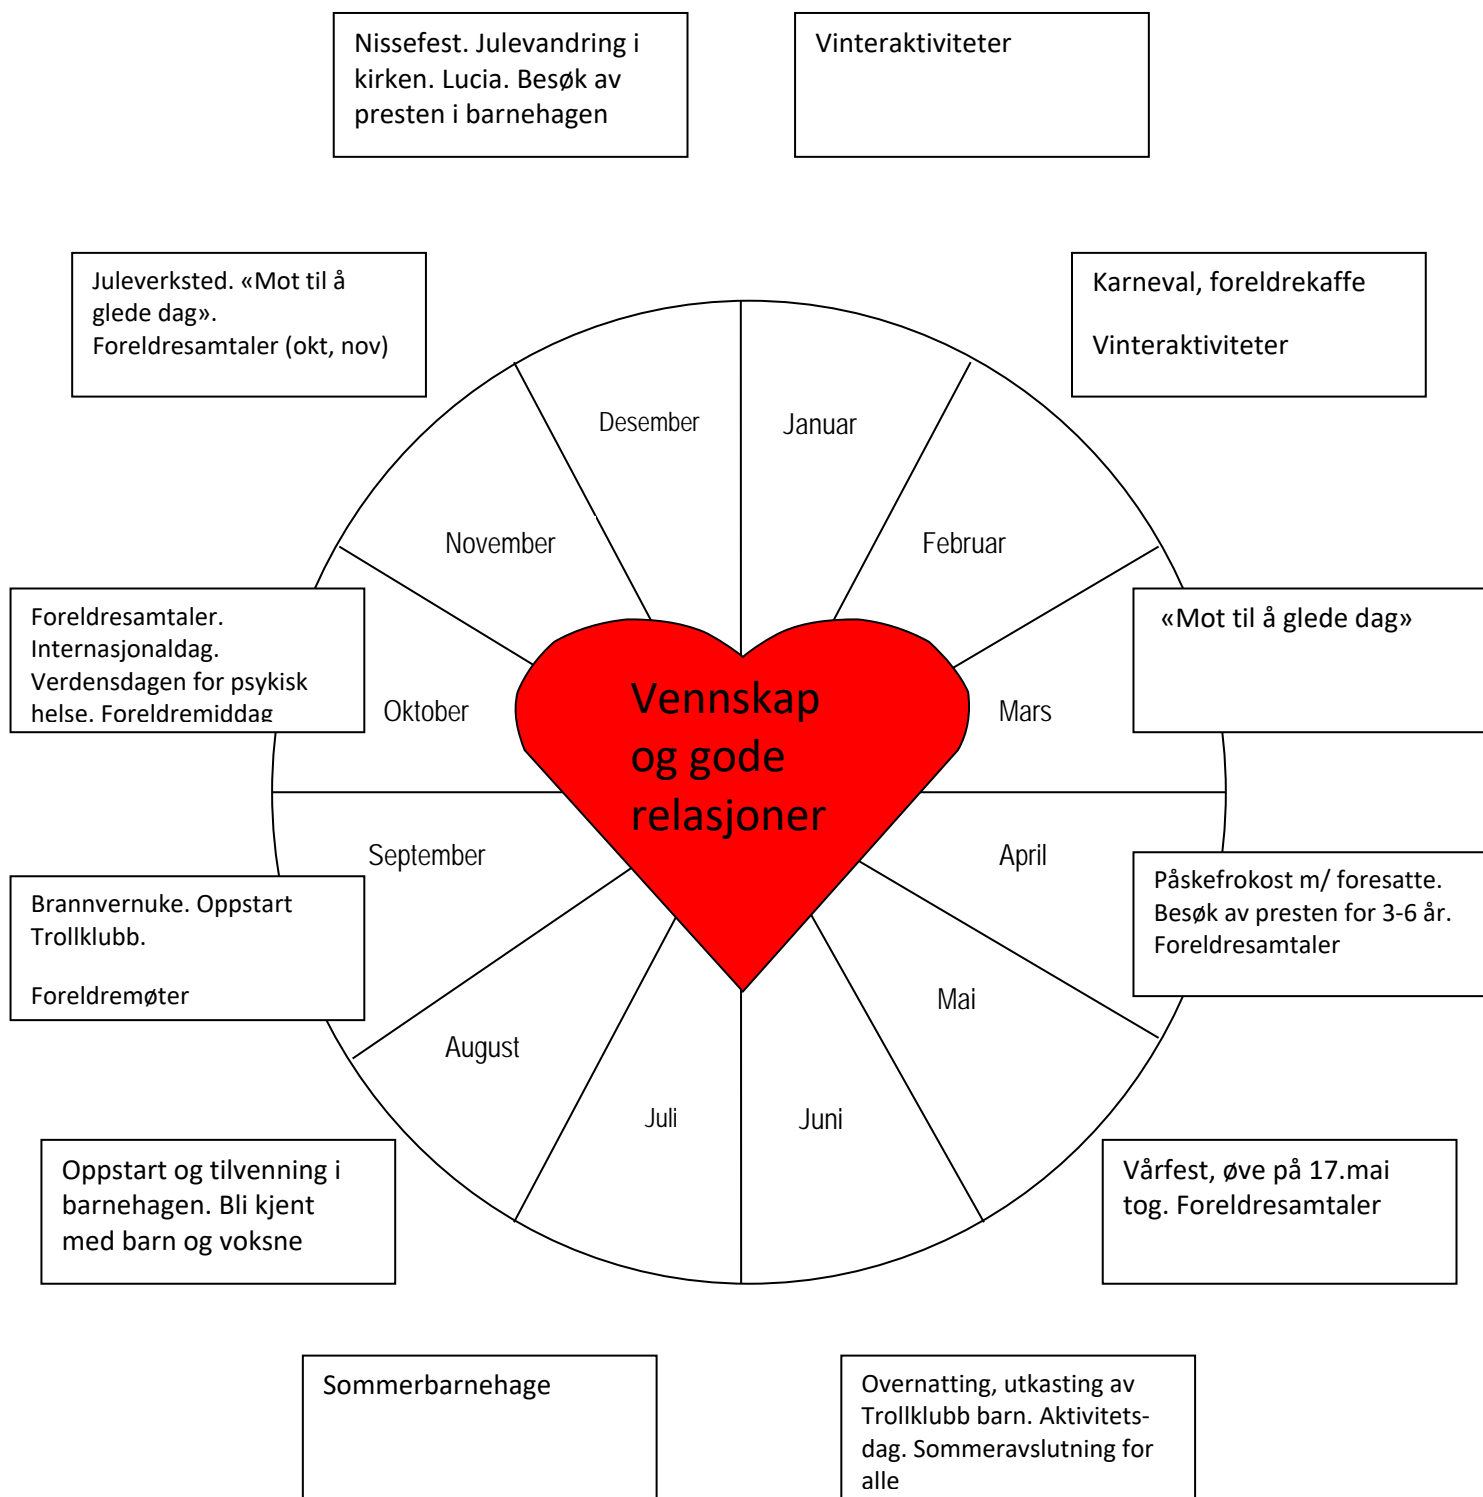 Nissefest. Julevandring i
kirken. Lucia. Besøk av
presten i barnehagen
Vinteraktiviteter
Juleverksted. «Mot til å
glede dag».
Foreldresamtaler (okt, nov)
Karneval, foreldrekaffe
Vinteraktiviteter
Desember
Januar
November
Februar
Foreldresamtaler.
Internasjonaldag.
Verdensdagen for psykisk
helse. Foreldremiddag
«Mot til å glede dag»
Oktober
Vennskap
og gode
relasjoner
Mars
September
April
Brannvernuke. Oppstart
Trollklubb.
Foreldremøter
Påskefrokost m/ foresatte.
Besøk av presten for 3-6 år.
Foreldresamtaler
August
Mai
Juli
Juni
Oppstart og tilvenning i
barnehagen. Bli kjent
med barn og voksne
Vårfest, øve på 17.mai
tog. Foreldresamtaler
Sommerbarnehage
Overnatting, utkasting av
Trollklubb barn. Aktivitets-
dag. Sommeravslutning for
alle